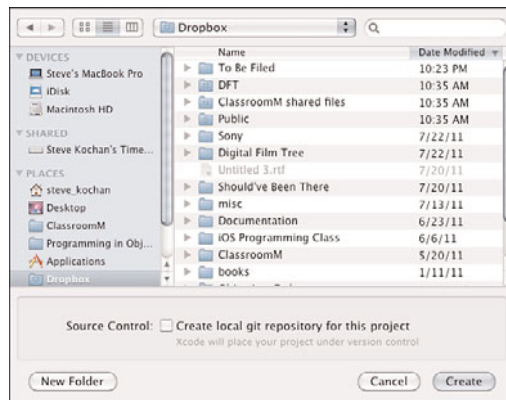 Dropbox
DEVICES
Steve's MacBook Pro
iDisk
Macintosh HD
SHARED
Steve Kochan's Time...
PLACES
steve_kochan
Desktop
ClassroomM
Programming in Obj...
Applications
Dropbox
Name Date Modified
To Be Filed 10:23 PM
DFT 10:35 AM
ClassroomM shared files 10:35 AM
Public 10:35 AM
Sony 7/22/11
Digital Film Tree 7/22/11
Untitled 3.rtf 7/20/11
Should've Been There 7/20/11
misc 7/13/11
Documentation 6/23/11
iOS Programming Class 6/6/11
ClassroomM 5/20/11
books 1/11/11
Source Control: Create local git repository for this project
Xcode will place your project under version control
New Folder Cancel Create